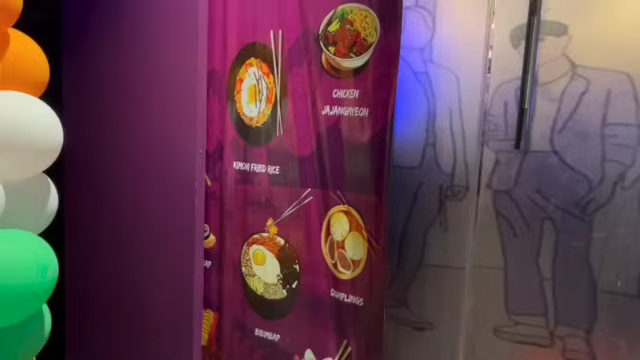 CHICKEN
JAJANGMYEON
KIMCHI FRIED RICE
DUMPLINGS
BIBIMBAP